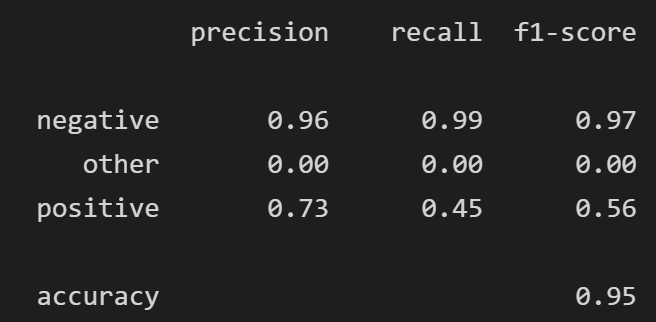 precision recall f1-score
negative 0.96 0.99 0.97
other 0.00 0.00 0.00
positive 0.73 0.45 0.56
accuracy 0.95